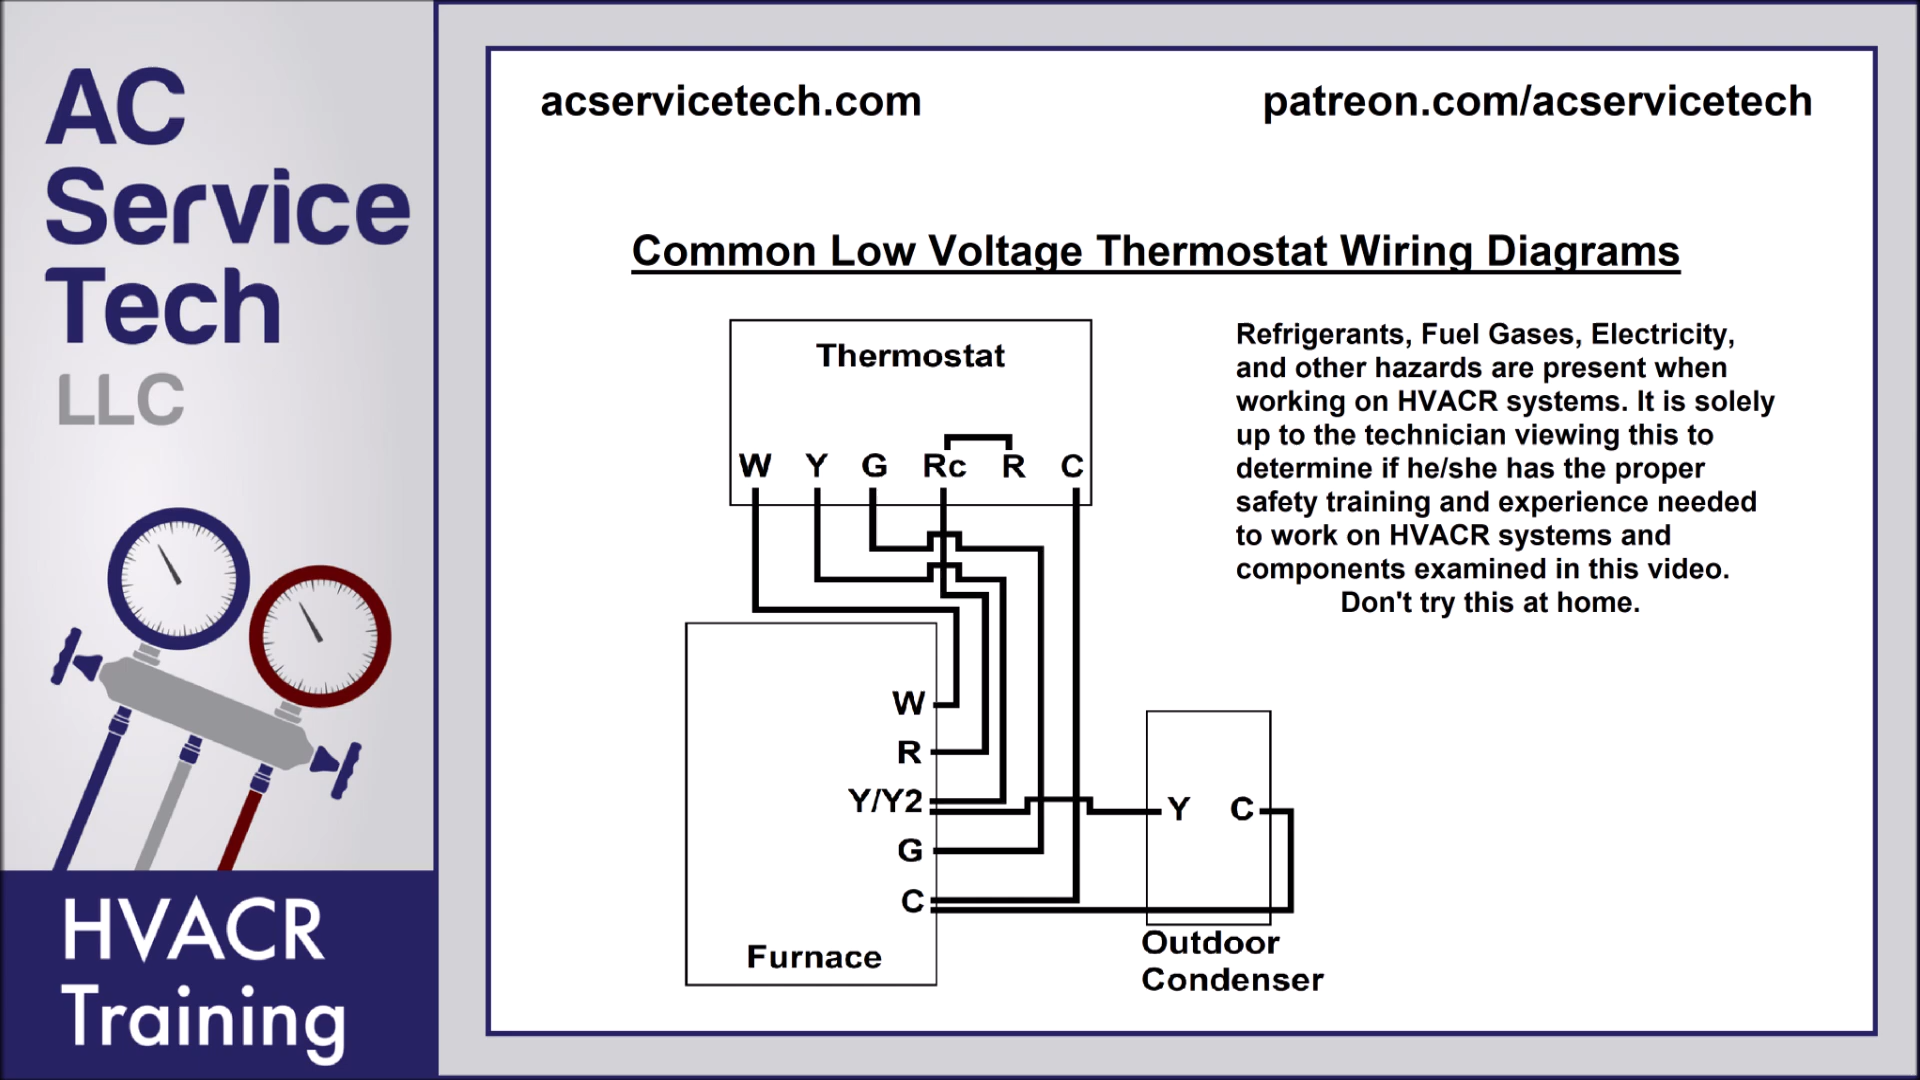 AC
Service
Tech
LLC
HVACR
Training
acservicetech.com
patreon.com/acservicetech
Common Low Voltage Thermostat Wiring Diagrams
Thermostat
W Y G Rc R C
Refrigerants, Fuel Gases, Electricity,
and other hazards are present when
working on HVACR systems. It is solely
up to the technician viewing this to
determine if he/she has the proper
safety training and experience needed
to work on HVACR systems and
components examined in this video.
Don't try this at home.
W
R
Y/Y2
G
C
Furnace
Y C
Outdoor
Condenser